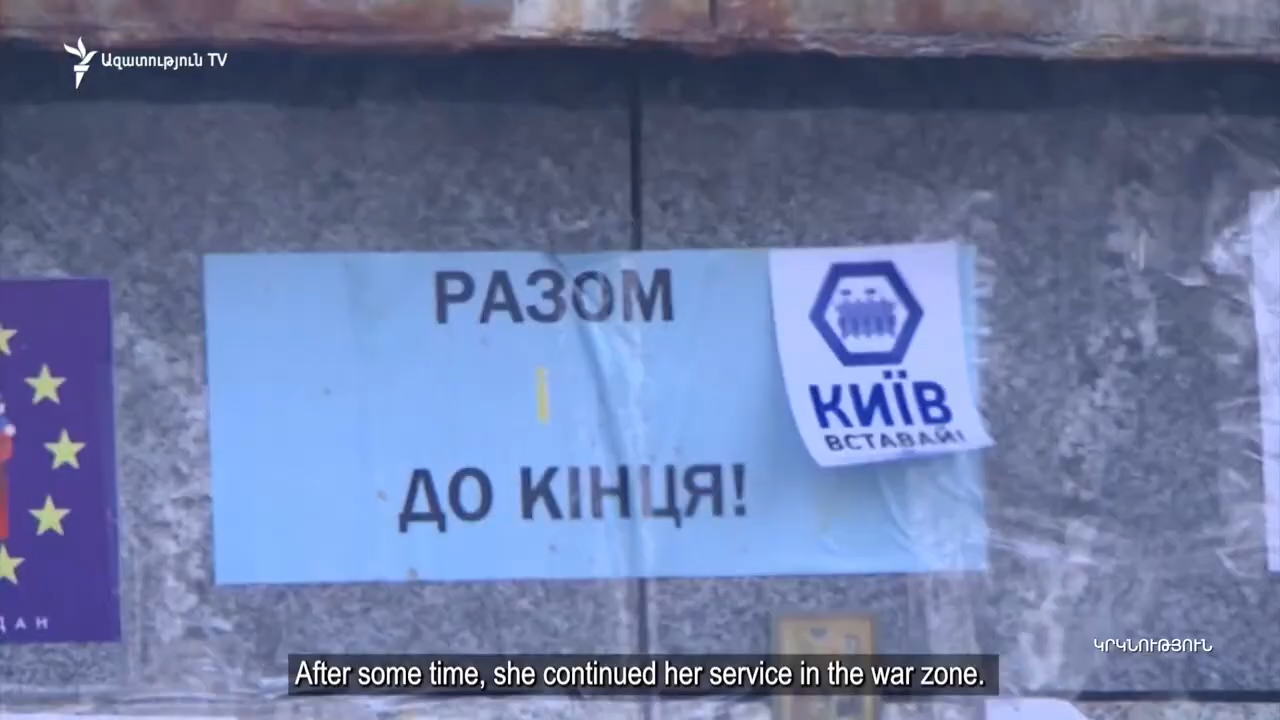 Ազատություն TV
РАЗОМ
І
ДО КІНЦЯ!
КИЇВ
ВСТАВАЙ!
ДАН
ԿՐԿՆՈՒԹՅՈՒՆ
After some time, she continued her service in the war zone.